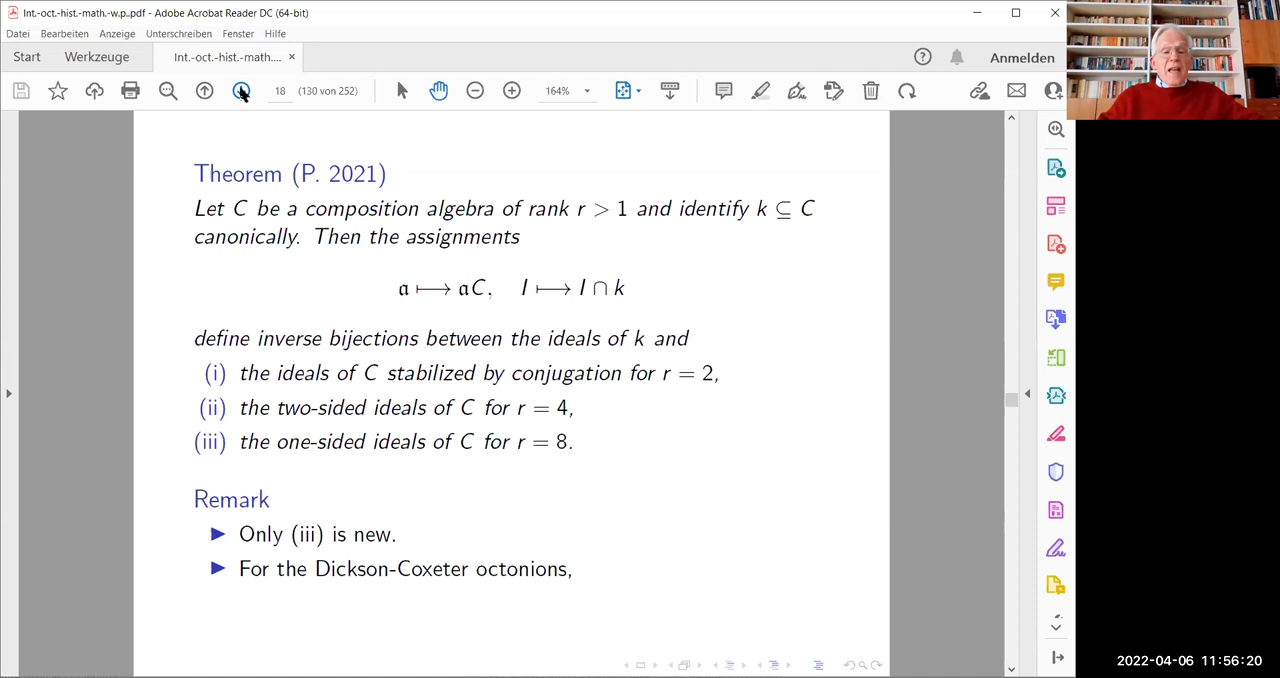 Int.-oct.-hist.-math.-w.p..pdf - Adobe Acrobat Reader DC (64-bit)
Datei Bearbeiten Anzeige Unterschreiben Fenster Hilfe
Start Werkzeuge Int.-oct.-hist.-math.... × Anmelden
18 (130 von 252) 164%
Theorem (P. 2021)
Let C be a composition algebra of rank r > 1 and identify k ⊆ C
canonically. Then the assignments
𝔞 ⟼ 𝔞C, I ⟼ I ∩ k
define inverse bijections between the ideals of k and
(i) the ideals of C stabilized by conjugation for r = 2,
(ii) the two-sided ideals of C for r = 4,
(iii) the one-sided ideals of C for r = 8.
Remark
▶ Only (iii) is new.
▶ For the Dickson-Coxeter octonions,
2022-04-06 11:56:20